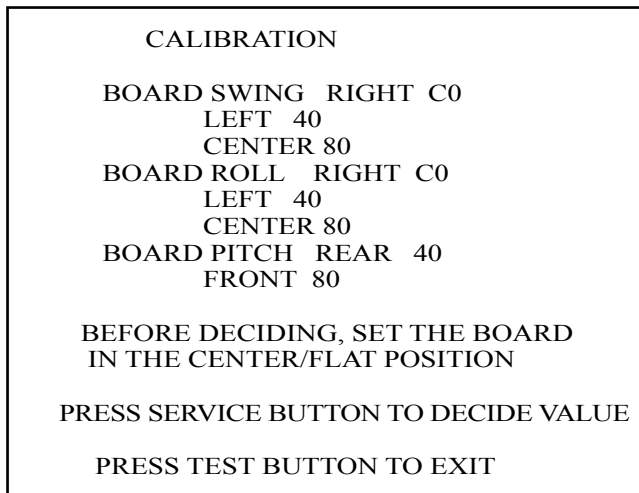 CALIBRATION
BOARD SWING RIGHT C0
LEFT 40
CENTER 80
BOARD ROLL RIGHT C0
LEFT 40
CENTER 80
BOARD PITCH REAR 40
FRONT 80
BEFORE DECIDING, SET THE BOARD
IN THE CENTER/FLAT POSITION
PRESS SERVICE BUTTON TO DECIDE VALUE
PRESS TEST BUTTON TO EXIT